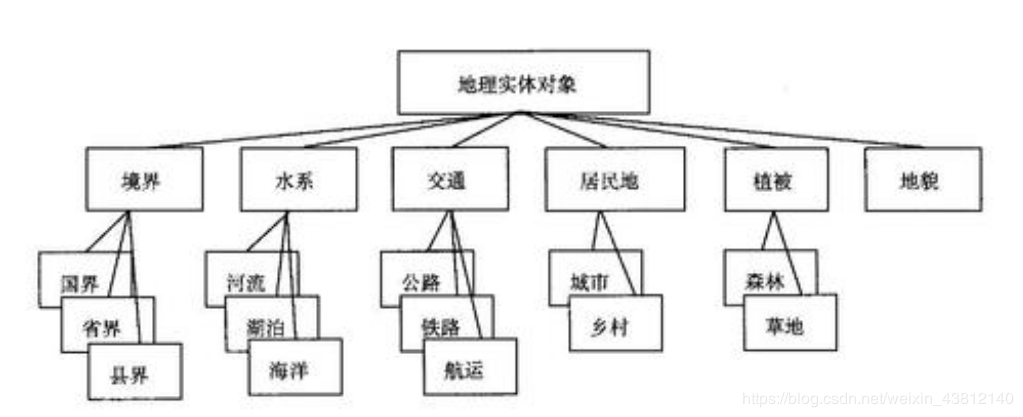 地理实体对象
境界
水系
交通
居民地
植被
地貌
国界
省界
县界
河流
湖泊
海洋
公路
铁路
航运
城市
乡村
森林
草地
https://blog.csdn.net/weixin_43812140